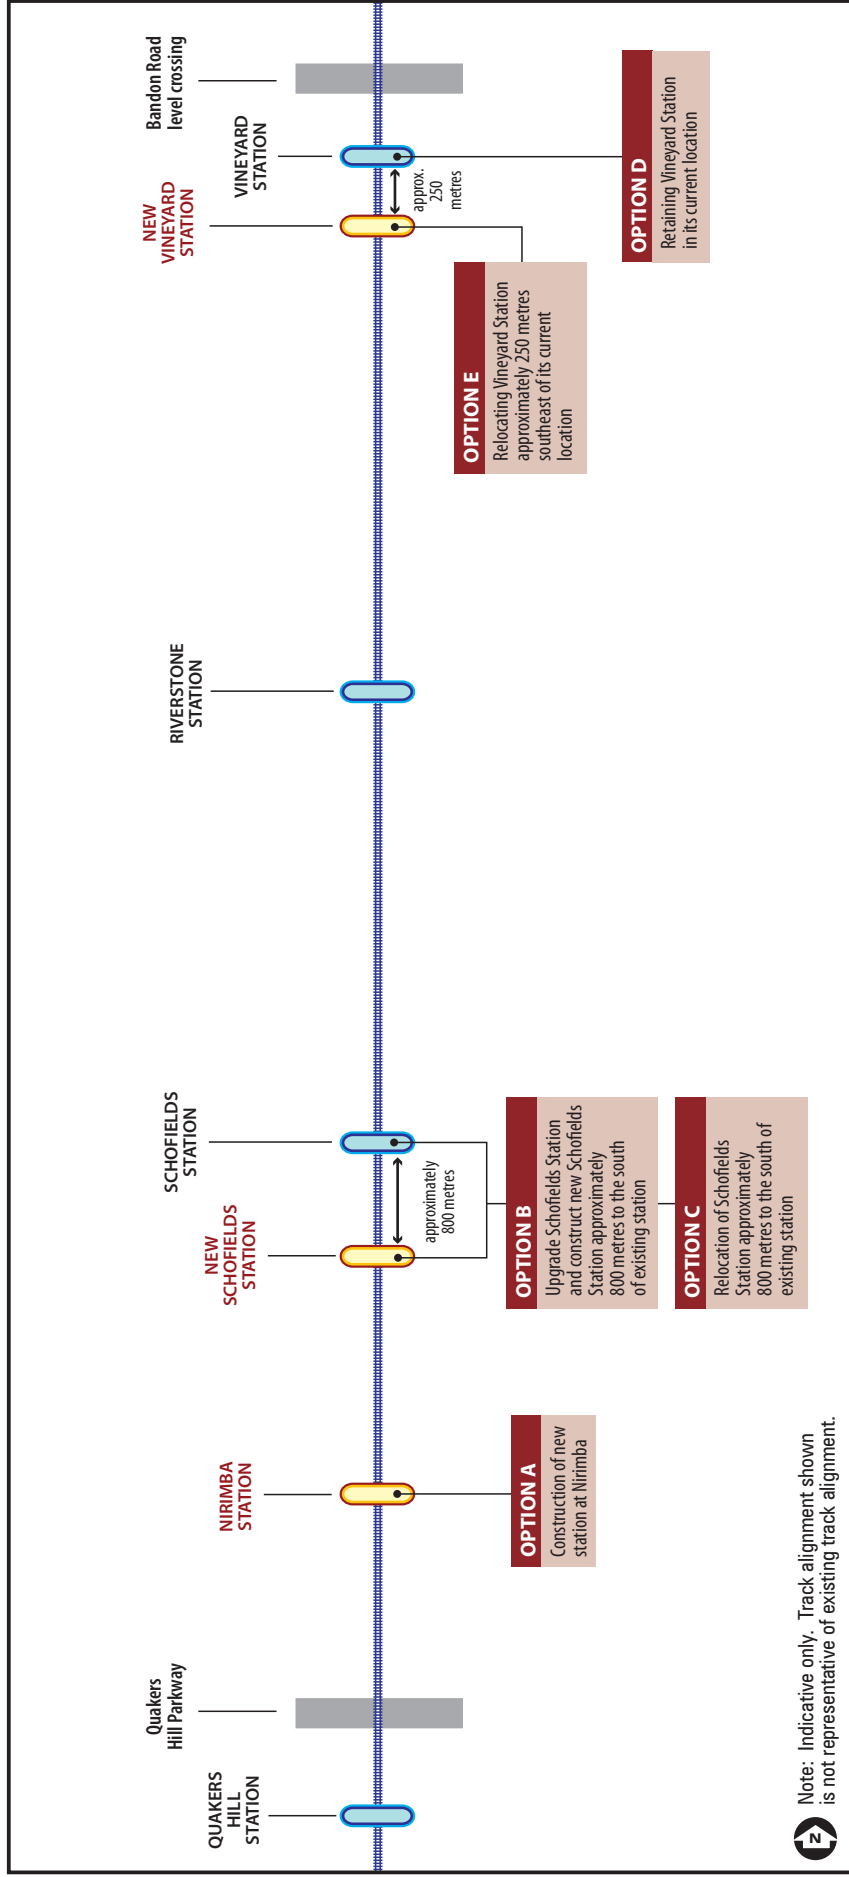 QUAKERS
HILL
STATION
Quakers
Hill Parkway
NIRIMBA
STATION
NEW
SCHOFIELDS
STATION
SCHOFIELDS
STATION
RIVERSTONE
STATION
NEW
VINEYARD
STATION
VINEYARD
STATION
Bandon Road
level crossing
approximately
800 metres
approx.
250
metres
OPTION A
Construction of new
station at Nirimba
OPTION B
Upgrade Schofields Station
and construct new Schofields
Station approximately
800 metres to the south
of existing station
OPTION C
Relocation of Schofields
Station approximately
800 metres to the south of
existing station
OPTION E
Relocating Vineyard Station
approximately 250 metres
southeast of its current
location
OPTION D
Retaining Vineyard Station
in its current location
N
Note: Indicative only. Track alignment shown
is not representative of existing track alignment.